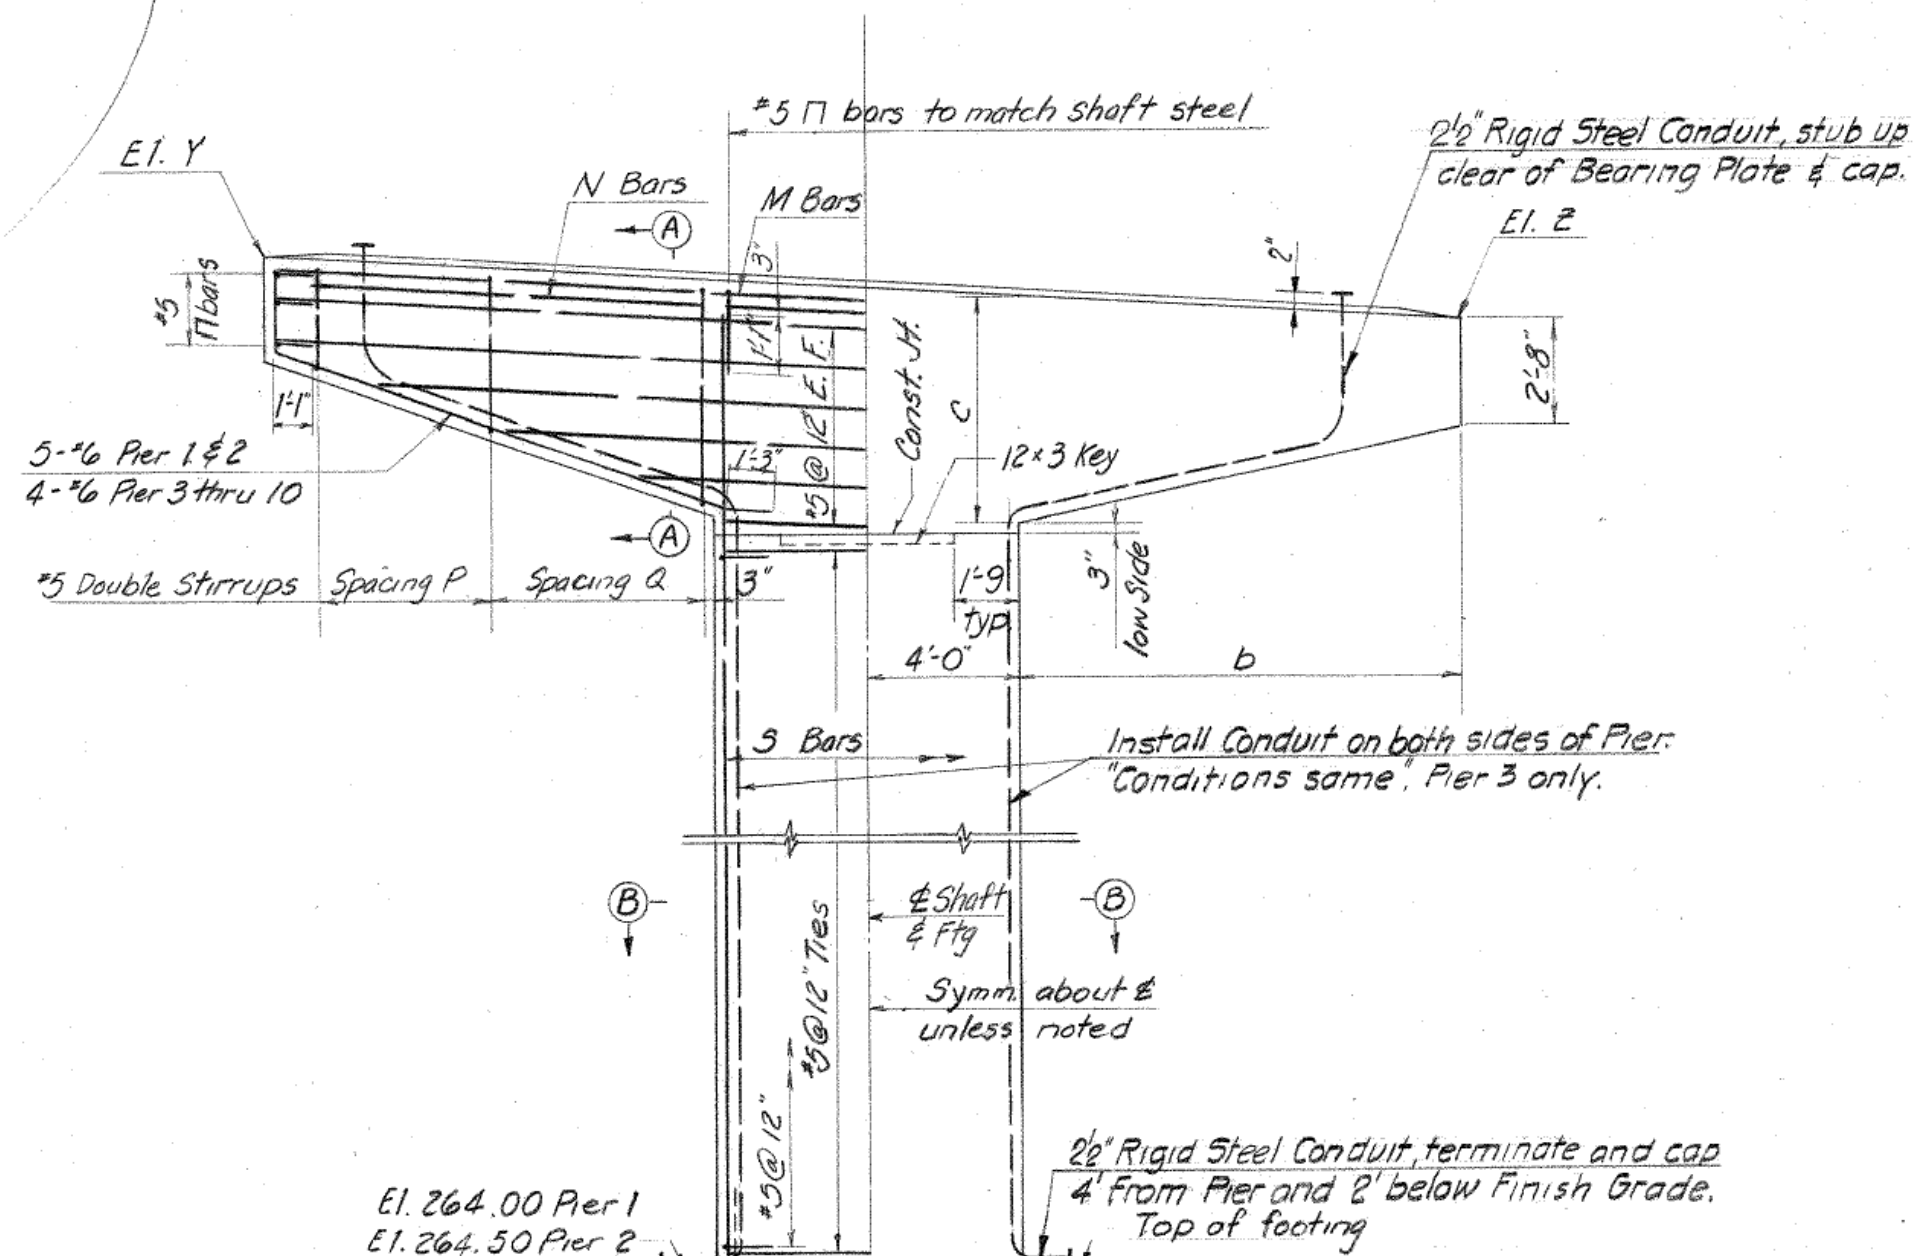 #5 Π bars to match shaft steel
2½" Rigid Steel Conduit, stub up
clear of Bearing Plate & cap.
El. Y
N Bars
M Bars
A
El. Z
3"
2"
#5
Π bars
1'-1"
#5 @ 12 E. F.
Const. Jt.
C
2'-8"
1'-1"
5-#6 Pier 1 & 2
4-#6 Pier 3 thru 10
1'-3"
12×3 Key
A
#5 Double Stirrups
Spacing P
Spacing Q
3"
1'-9
typ.
3"
low Side
4'-0"
b
S Bars
Install Conduit on both sides of Pier.
"Conditions same". Pier 3 only.
B
℄ Shaft
& Ftg
B
#5 @ 12" Ties
Symm. about ℄
unless noted
#5 @ 12"
2½" Rigid Steel Conduit, terminate and cap
4' from Pier and 2' below Finish Grade.
Top of footing
El. 264.00 Pier 1
El. 264.50 Pier 2